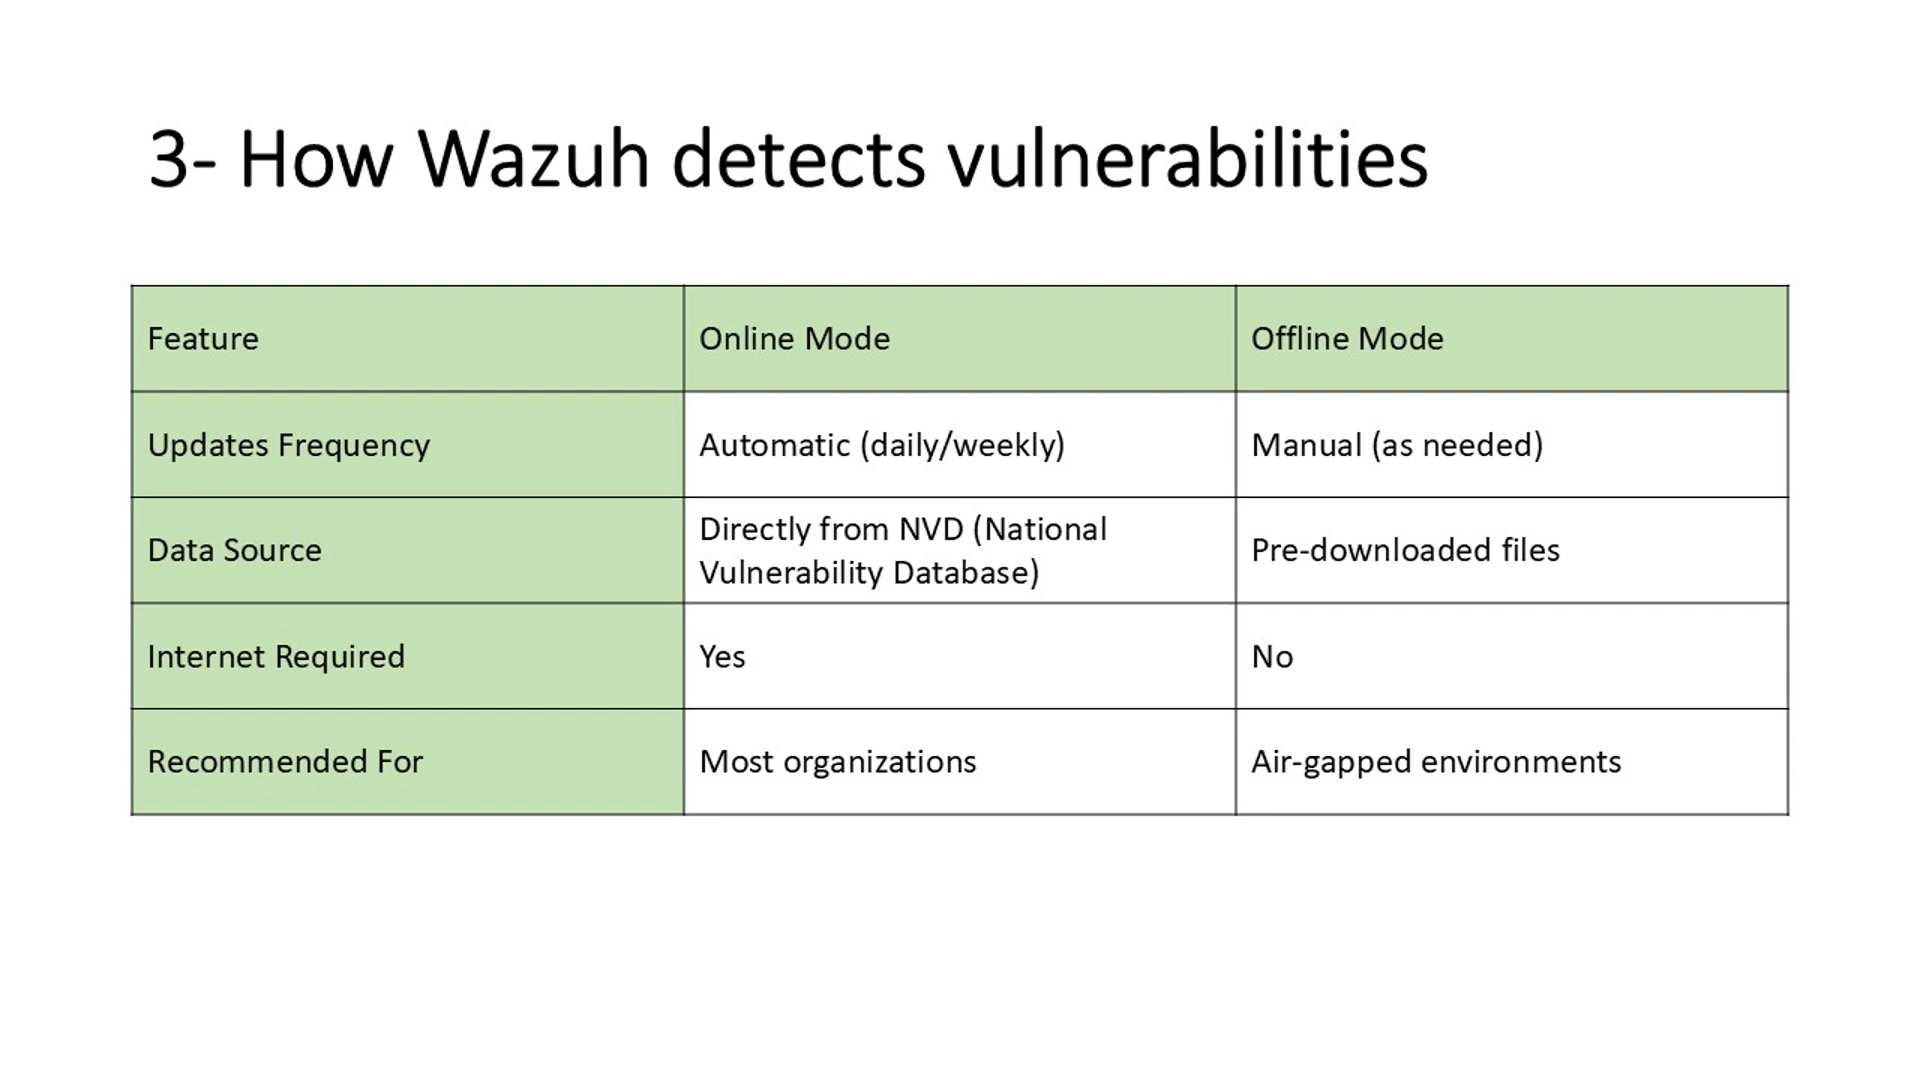 3- How Wazuh detects vulnerabilities
Feature
Online Mode
Offline Mode
Updates Frequency
Automatic (daily/weekly)
Manual (as needed)
Data Source
Directly from NVD (National
Vulnerability Database)
Pre-downloaded files
Internet Required
Yes
No
Recommended For
Most organizations
Air-gapped environments